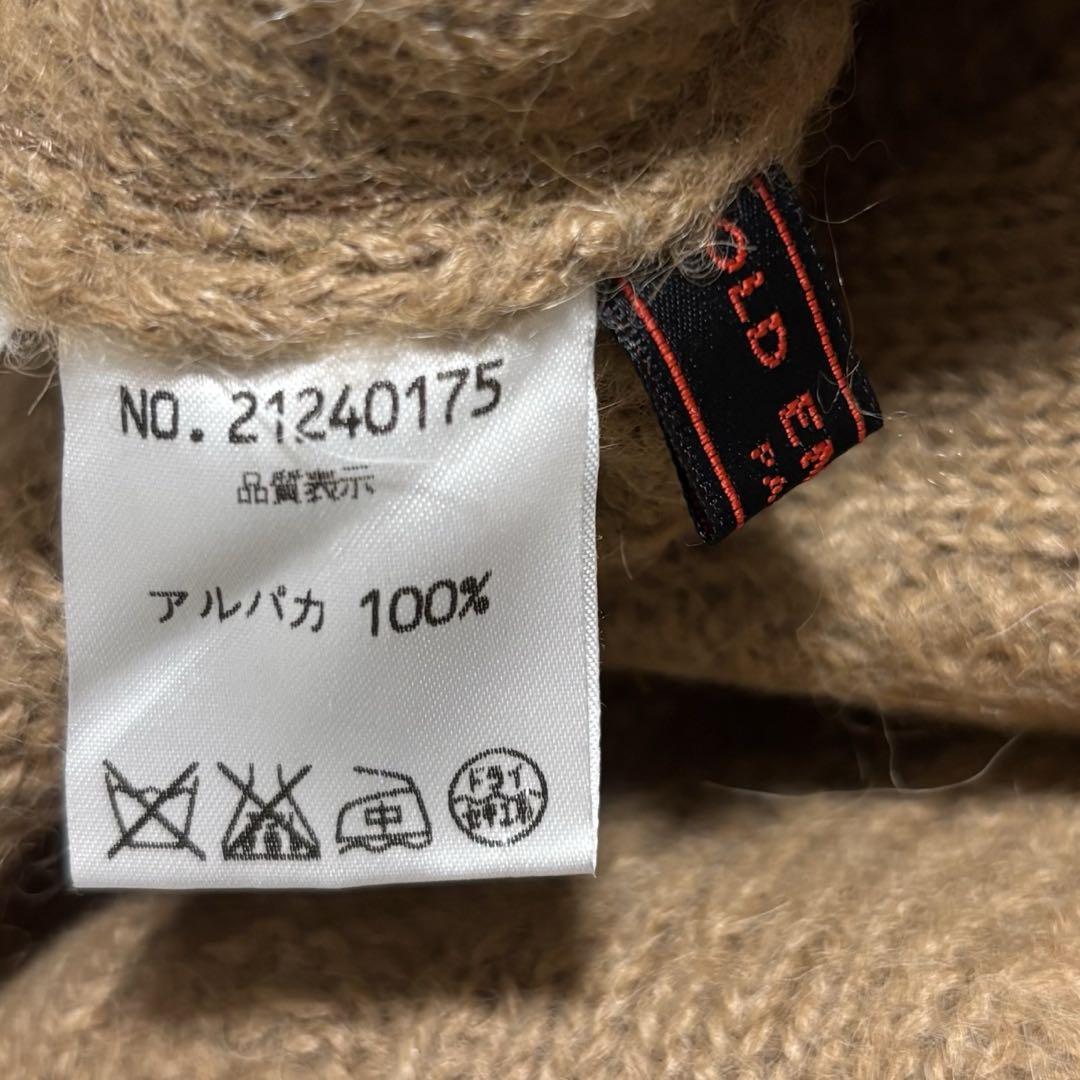 NO. 21240175
品質表示
アルパカ 100%
中
ドライ
OLD